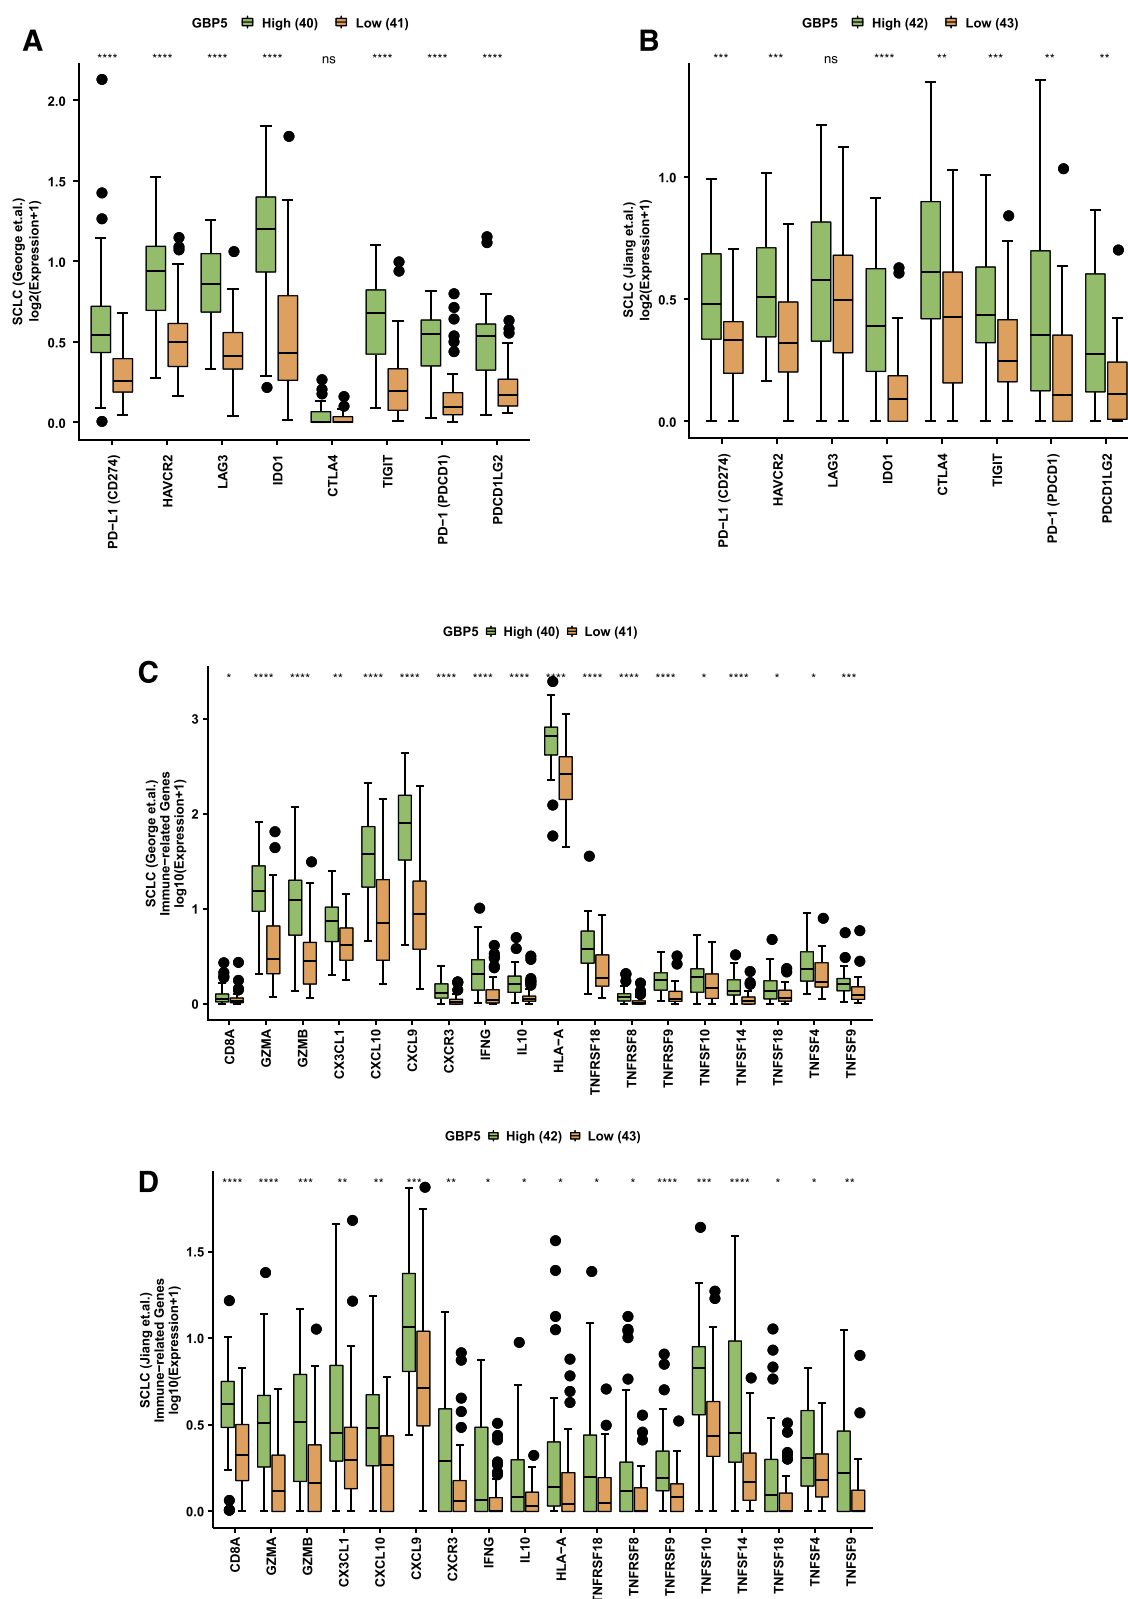 GBP5 High (40) Low (41)
A
**** **** **** **** ns **** **** ****
SCLC (George et.al.)
log2(Expression+1)
2.0
1.5
1.0
0.5
0.0
PD−L1 (CD274) HAVCR2 LAG3 IDO1 CTLA4 TIGIT PD−1 (PDCD1) PDCD1LG2
GBP5 High (42) Low (43)
B
*** *** ns **** ** *** ** **
SCLC (Jiang et.al.)
log2(Expression+1)
1.0
0.5
0.0
PD−L1 (CD274) HAVCR2 LAG3 IDO1 CTLA4 TIGIT PD−1 (PDCD1) PDCD1LG2
GBP5 High (40) Low (41)
C
* **** **** ** **** **** **** **** **** **** **** **** **** * **** * * ***
SCLC (George et.al.)
Immune−related Genes
log10(Expression+1)
3
2
1
0
CD8A GZMA GZMB CX3CL1 CXCL10 CXCL9 CXCR3 IFNG IL10 HLA−A TNFRSF18 TNFRSF8 TNFRSF9 TNFSF10 TNFSF14 TNFSF18 TNFSF4 TNFSF9
GBP5 High (42) Low (43)
D
**** **** *** ** ** *** ** * * * * * **** *** **** * * **
SCLC (Jiang et.al.)
Immune−related Genes
log10(Expression+1)
1.5
1.0
0.5
0.0
CD8A GZMA GZMB CX3CL1 CXCL10 CXCL9 CXCR3 IFNG IL10 HLA−A TNFRSF18 TNFRSF8 TNFRSF9 TNFSF10 TNFSF14 TNFSF18 TNFSF4 TNFSF9